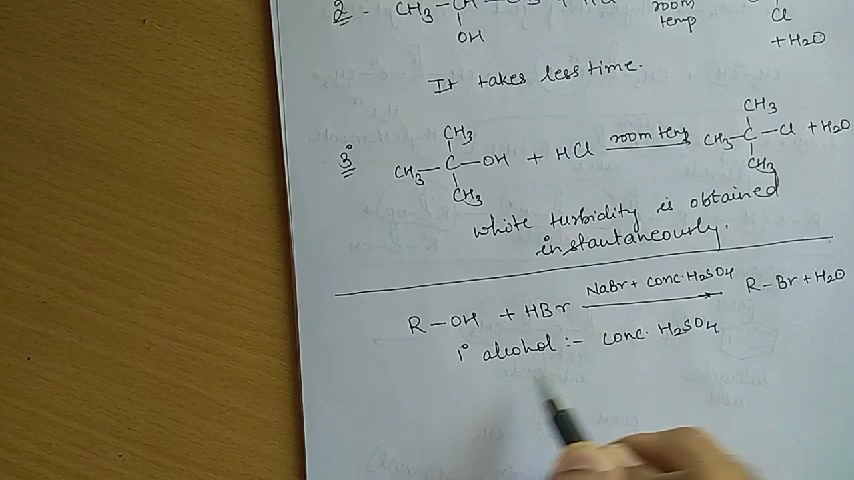 2° - CH3 - CH - CH3 + HCl room temp Cl
OH + H2O
It takes less time.
3° CH3 - C - OH + HCl room temp CH3 - C - Cl + H2O
CH3 CH3
CH3 CH3
white turbidity is obtained
instantaneously.
R - OH + HBr NaBr + conc. H2SO4 R - Br + H2O
1° alcohol :- conc. H2SO4